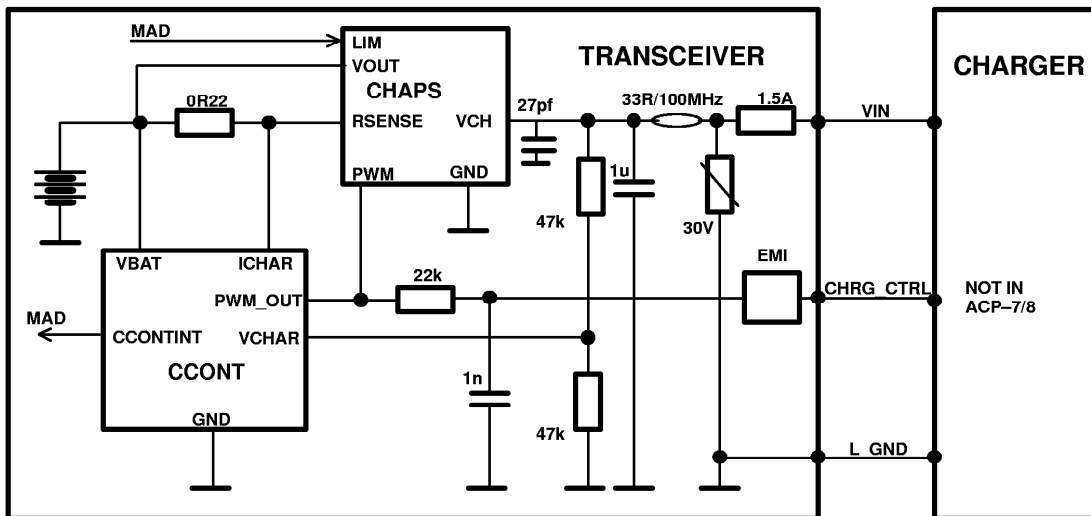 MAD
LIM
VOUT
CHAPS
TRANSCEIVER
CHARGER
0R22
RSENSE
VCH
27pf
33R/100MHz
1.5A
VIN
PWM
GND
1u
47k
30V
VBAT
ICHAR
22k
EMI
PWM_OUT
CHRG_CTRL
NOT IN
ACP–7/8
MAD
CCONTINT
VCHAR
CCONT
1n
GND
47k
L_GND